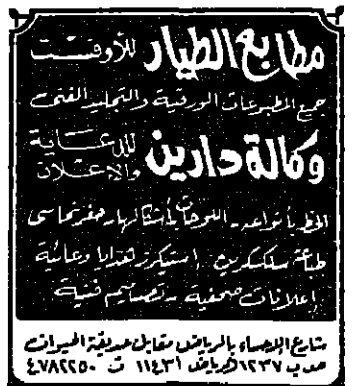 مطابع الطيار للأوفست
جميع المطبوعات الورقية والتجليد الفني
وكالة دارين للدعاية والإعلان
الخط بأنواعه - اللوحات بأشكالها - حفر نحاسي
طباعة سلكسكرين استيكرز هدايا دعائية
إعلانات صحفية - تصاميم فنية
شارع الإحساء بالرياض مقابل حديقة الحيوان
ص.ب ١٢٣٧ الرياض ١١٤٣١ ت ٤٧٨٢٢٥٠